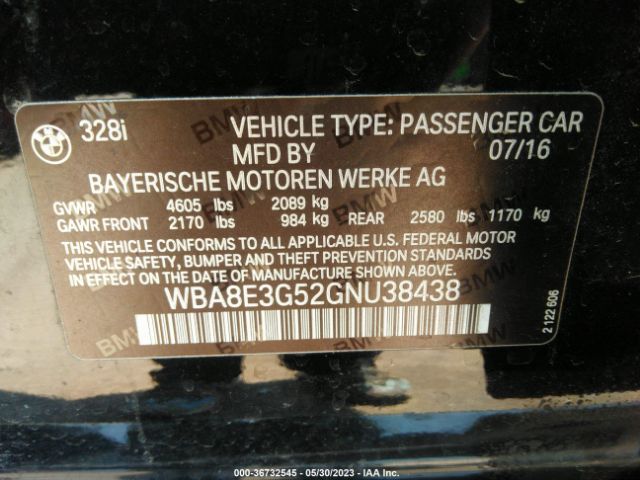 BMW 328i VEHICLE TYPE: PASSENGER CAR
MFD BY 07/16
BAYERISCHE MOTOREN WERKE AG
GVWR 4605 lbs 2089 kg
GAWR FRONT 2170 lbs 984 kg REAR 2580 lbs 1170 kg
THIS VEHICLE CONFORMS TO ALL APPLICABLE U.S. FEDERAL MOTOR
VEHICLE SAFETY, BUMPER AND THEFT PREVENTION STANDARDS
IN EFFECT ON THE DATE OF MANUFACTURE SHOWN ABOVE.
WBA8E3G52GNU38438
2 122 606
000-36732545 - 05/30/2023 - IAA Inc.